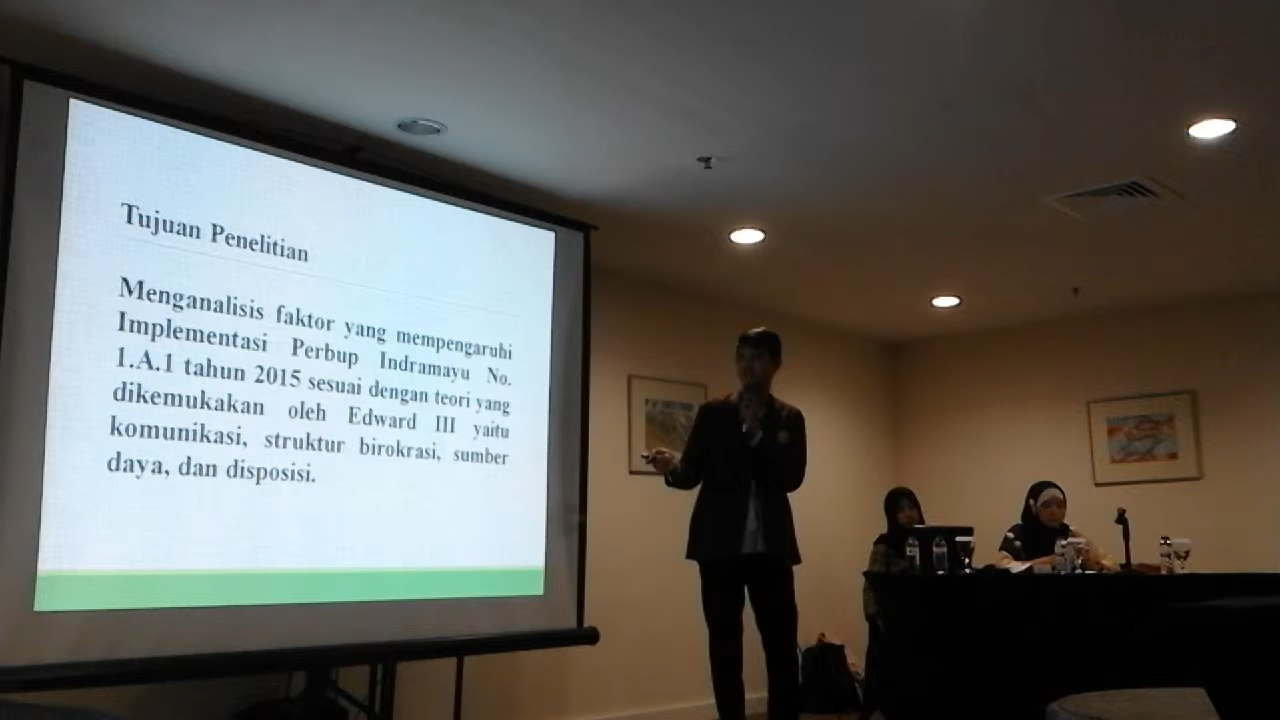 Tujuan Penelitian
Menganalisis faktor yang mempengaruhi
Implementasi Perbup Indramayu No.
1.A.1 tahun 2015 sesuai dengan teori yang
dikemukakan oleh Edward III yaitu
komunikasi, struktur birokrasi, sumber
daya, dan disposisi.